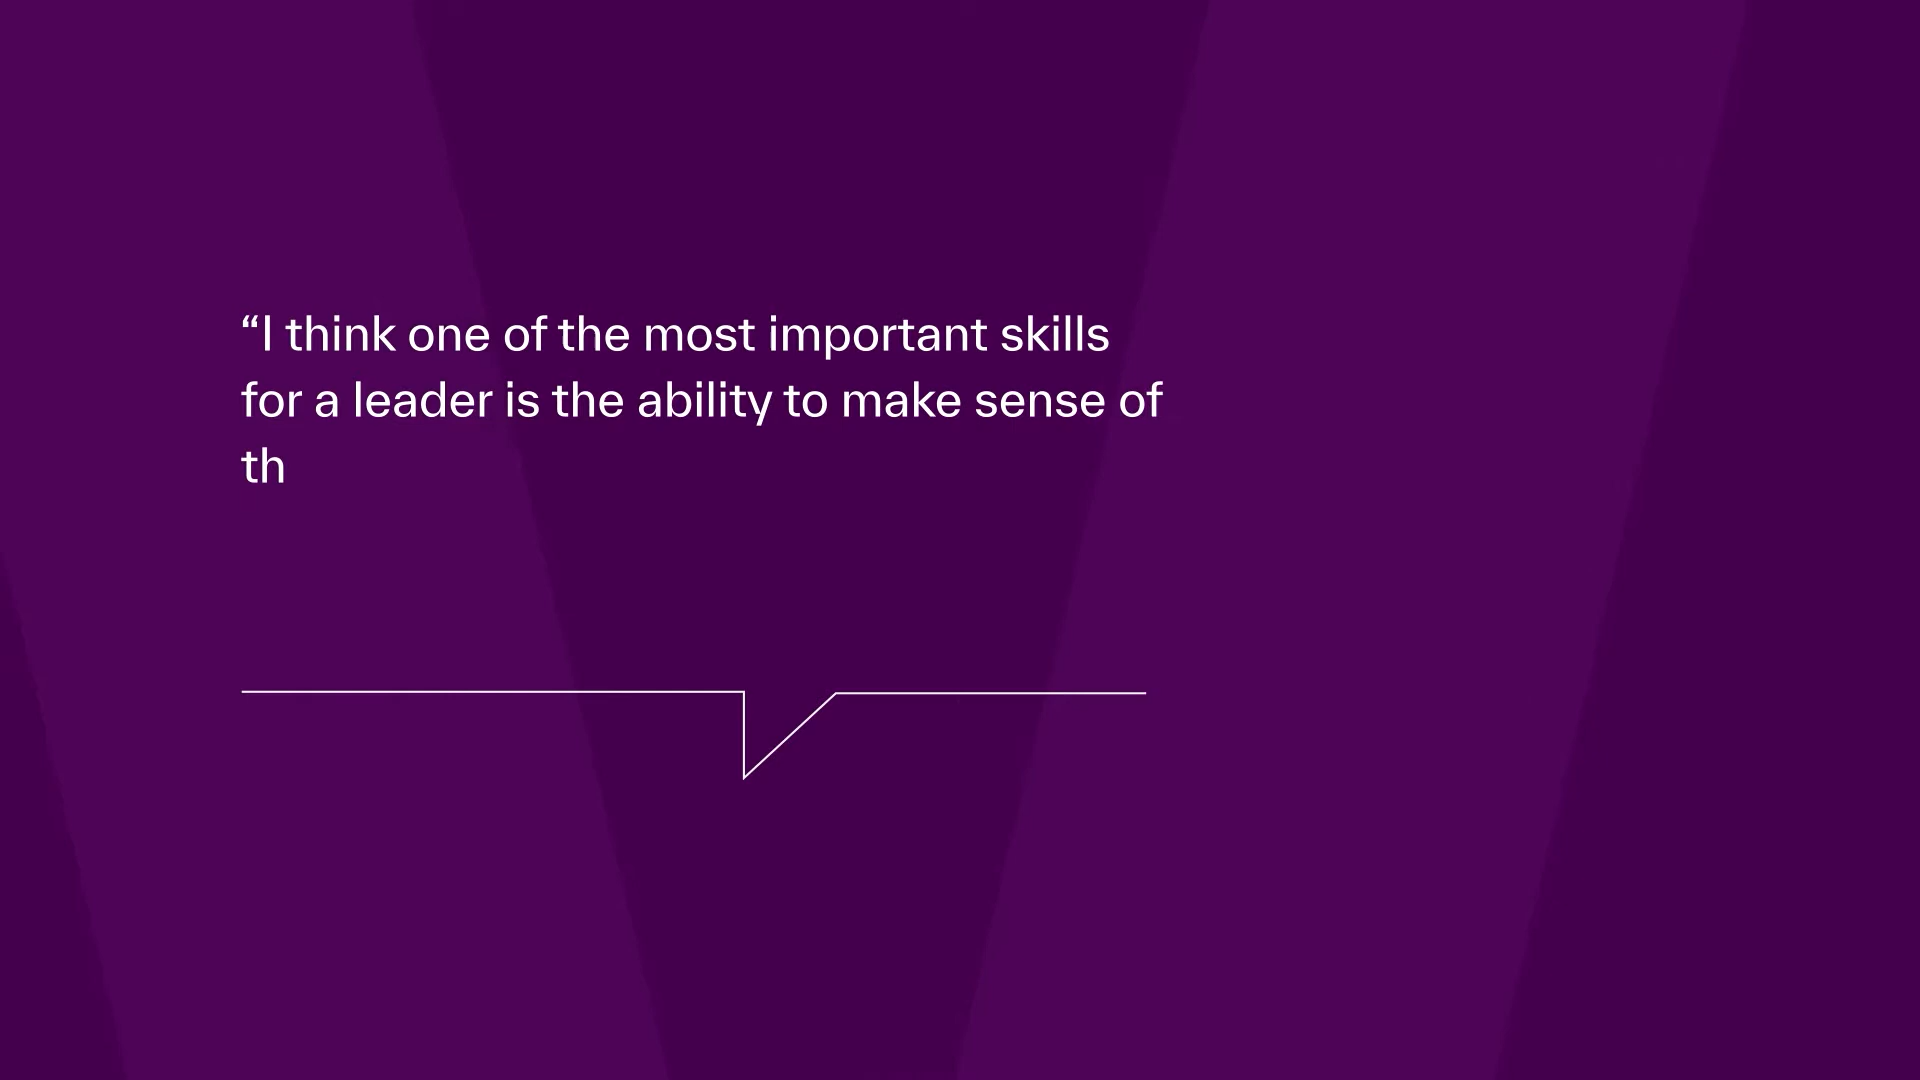 “I think one of the most important skills
for a leader is the ability to make sense of
th